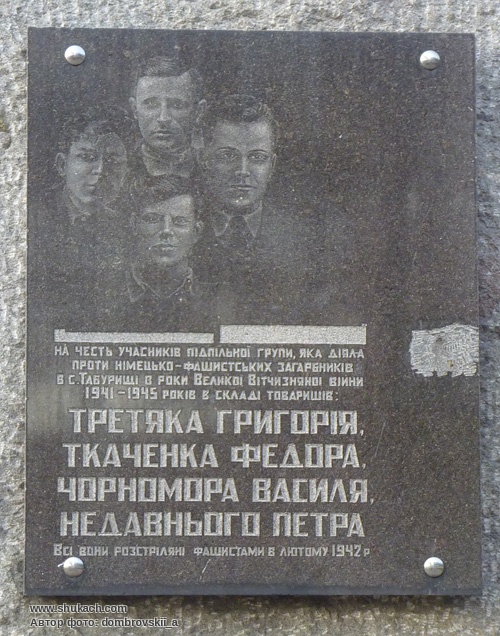 На честь учасників підпільної групи, яка діяла
проти німецько-фашистських загарбників
в с. Табурищі в роки Великої Вітчизняної війни
1941-1945 років в складі товаришів:
ТРЕТЯКА ГРИГОРІЯ,
ТКАЧЕНКА ФЕДОРА,
ЧОРНОМОРА ВАСИЛЯ,
НЕДАВНЬОГО ПЕТРА
Всі вони розстріляні фашистами в лютому 1942 р
www.shukach.com
Автор фото: dombrovskii_a